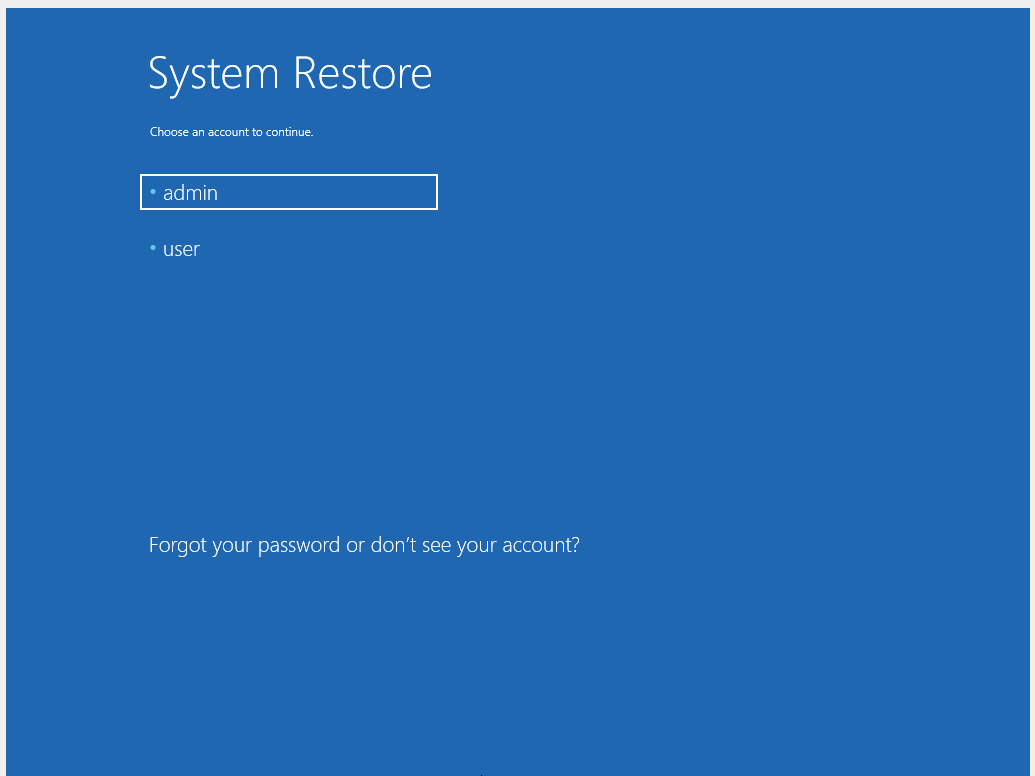 System Restore
Choose an account to continue.
admin
user
Forgot your password or don’t see your account?